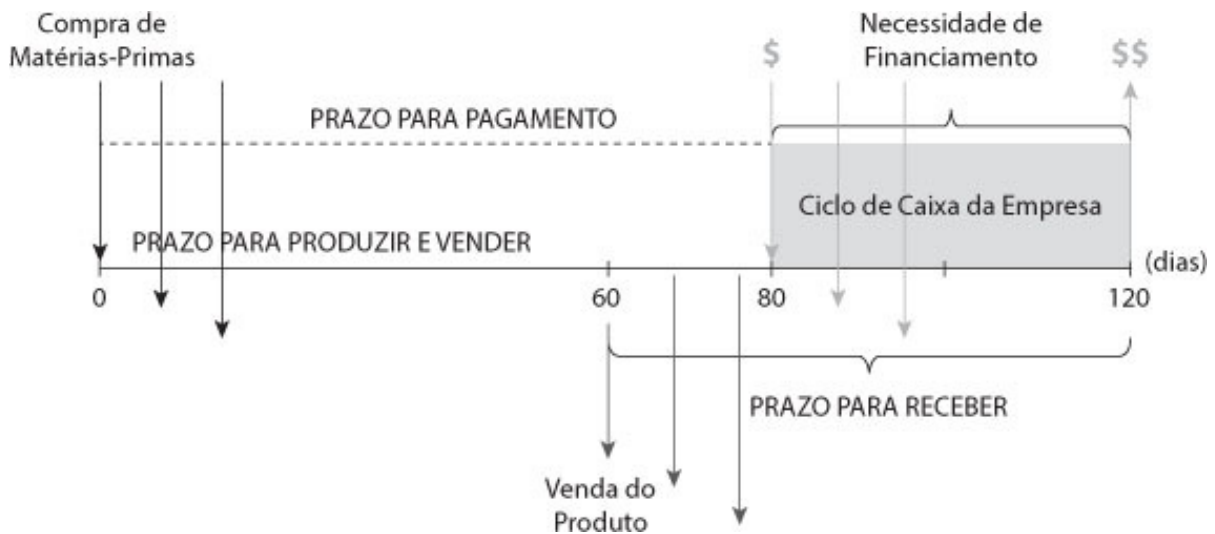 Compra de
Matérias-Primas
$
Necessidade de
Financiamento
$$
PRAZO PARA PAGAMENTO
Ciclo de Caixa da Empresa
PRAZO PARA PRODUZIR E VENDER
(dias)
0
60
80
120
PRAZO PARA RECEBER
Venda do
Produto